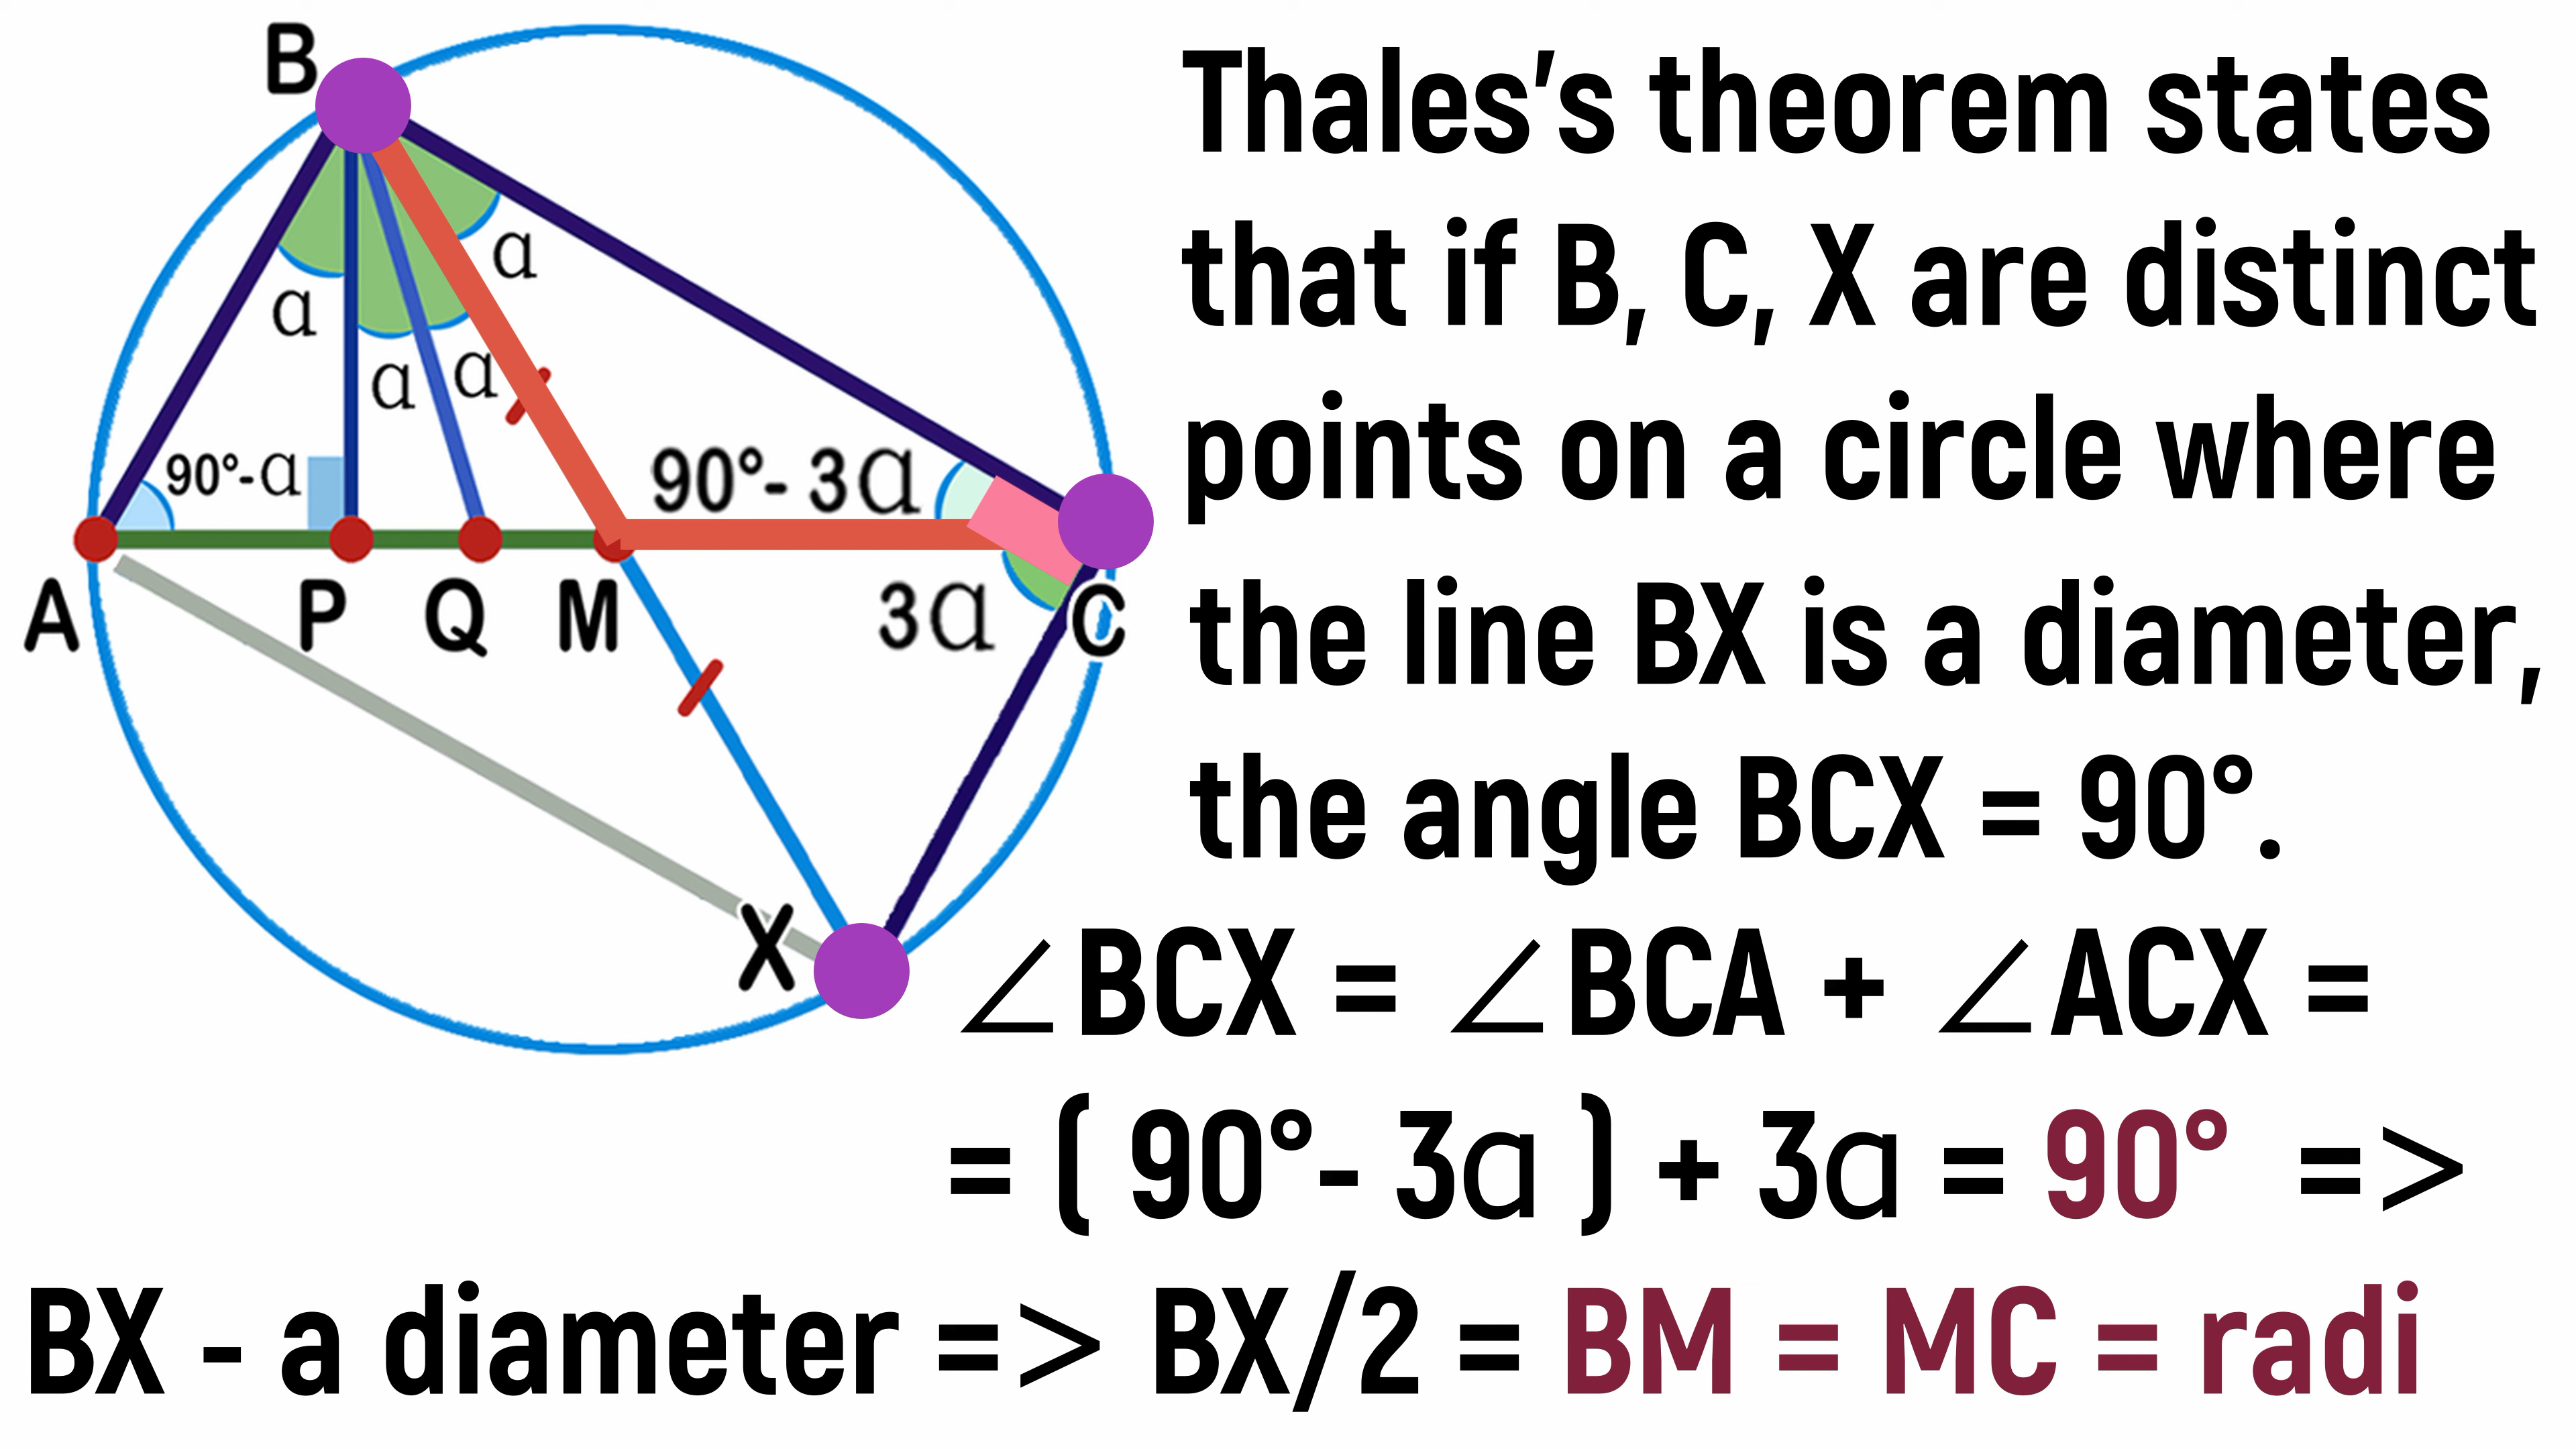 B
Thales's theorem states
that if B, C, X are distinct
points on a circle where
the line BX is a diameter,
the angle BCX = 90°.
α
α
α
α
90°-α
90°- 3α
A
P
Q
M
3α
C
X
∠BCX = ∠BCA + ∠ACX =
= ( 90°- 3α ) + 3α = 90° =>
BX - a diameter => BX/2 = BM = MC = radi